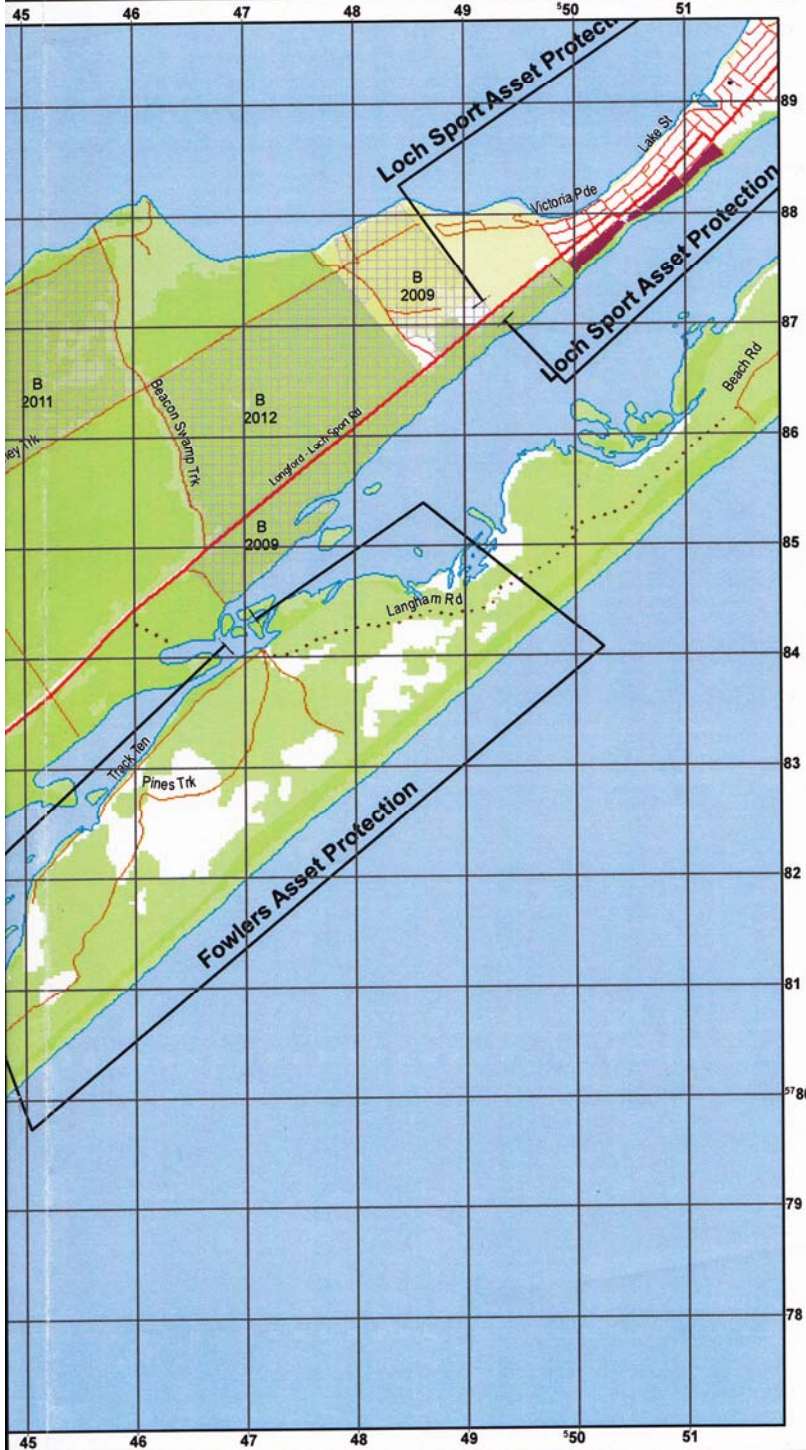 45 46 47 48 49 ⁵50 51
Loch Sport Asset Protec
89
Lake St
Victoria Pde
88
Loch Sport Asset Protection
B
2009
87
Beach Rd
B
2011
Beacon Swamp Trk
B
2012
Longford - Loch Sport Rd
86
ey Trk
B
2009
85
Langham Rd
84
Track Ten
Pines Trk
83
82
Fowlers Asset Protection
81
⁵⁷80
79
78
45 46 47 48 49 ⁵50 51